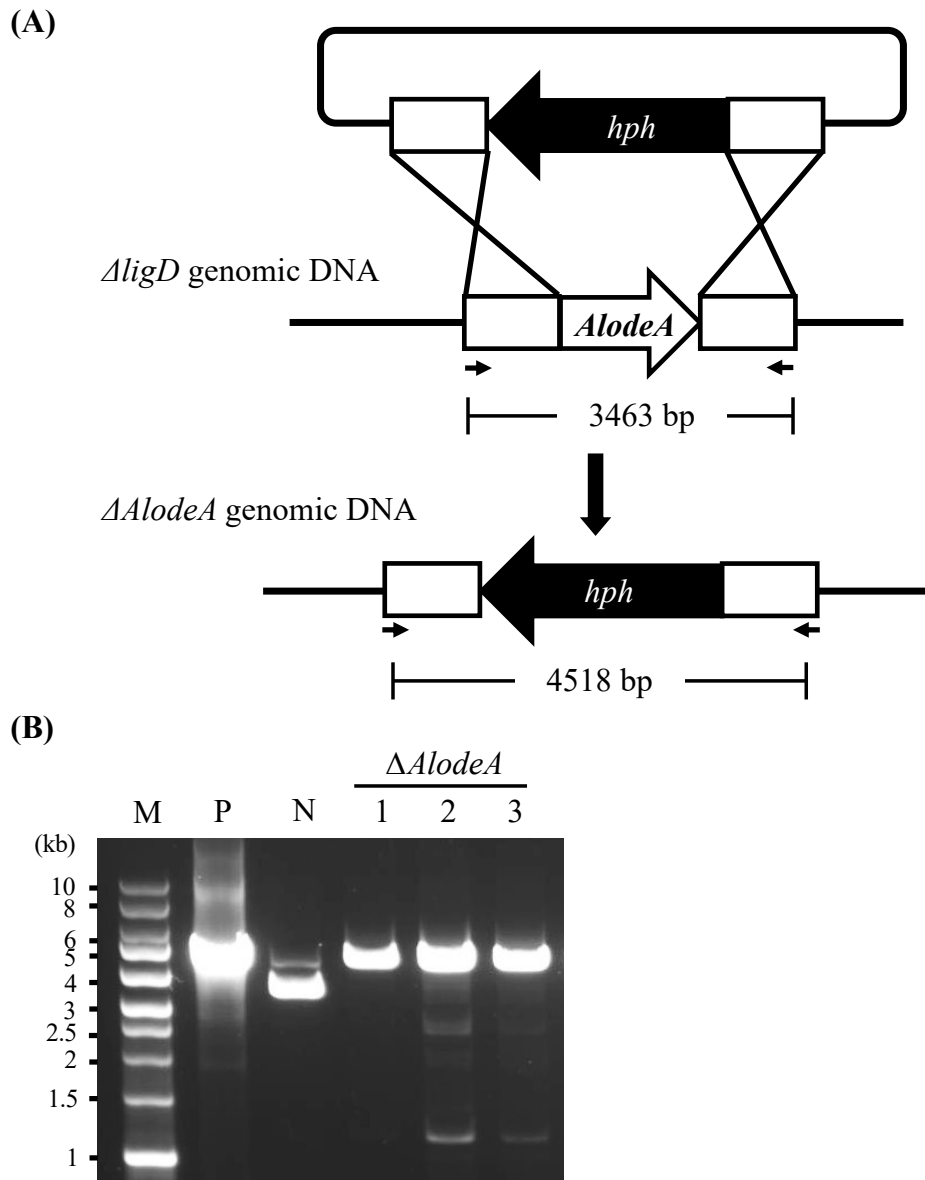 (A)
hph
ΔligD genomic DNA
AlodeA
3463 bp
ΔAlodeA genomic DNA
hph
4518 bp
(B)
ΔAlodeA
M P N 1 2 3
(kb)
10
8
6
5
4
3
2.5
2
1.5
1